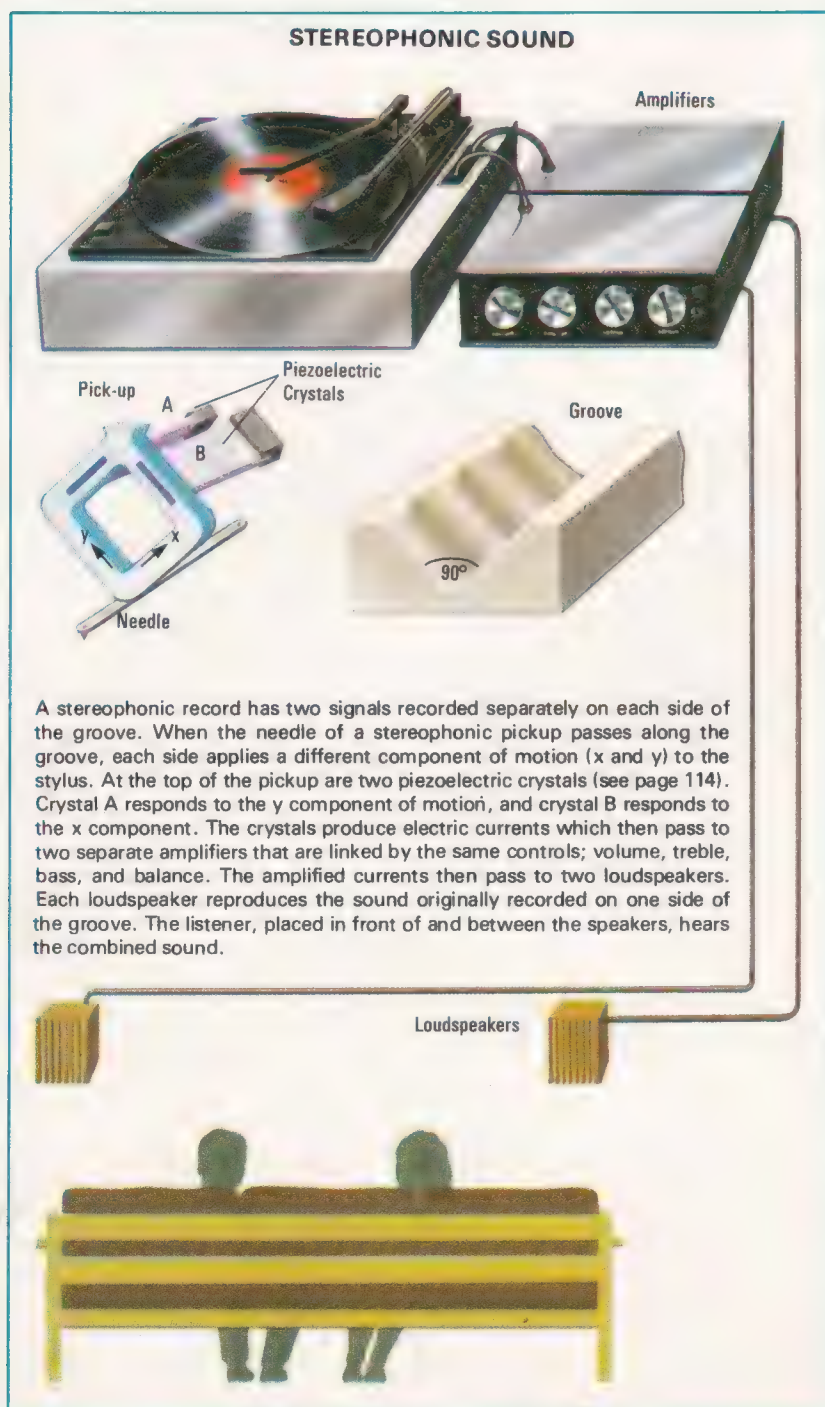 STEREOPHONIC SOUND
Amplifiers
Piezoelectric
Crystals
Pick-up
A
B
Groove
y
x
90°
Needle
A stereophonic record has two signals recorded separately on each side of
the groove. When the needle of a stereophonic pickup passes along the
groove, each side applies a different component of motion (x and y) to the
stylus. At the top of the pickup are two piezoelectric crystals (see page 114).
Crystal A responds to the y component of motion, and crystal B responds to
the x component. The crystals produce electric currents which then pass to
two separate amplifiers that are linked by the same controls; volume, treble,
bass, and balance. The amplified currents then pass to two loudspeakers.
Each loudspeaker reproduces the sound originally recorded on one side of
the groove. The listener, placed in front of and between the speakers, hears
the combined sound.
Loudspeakers